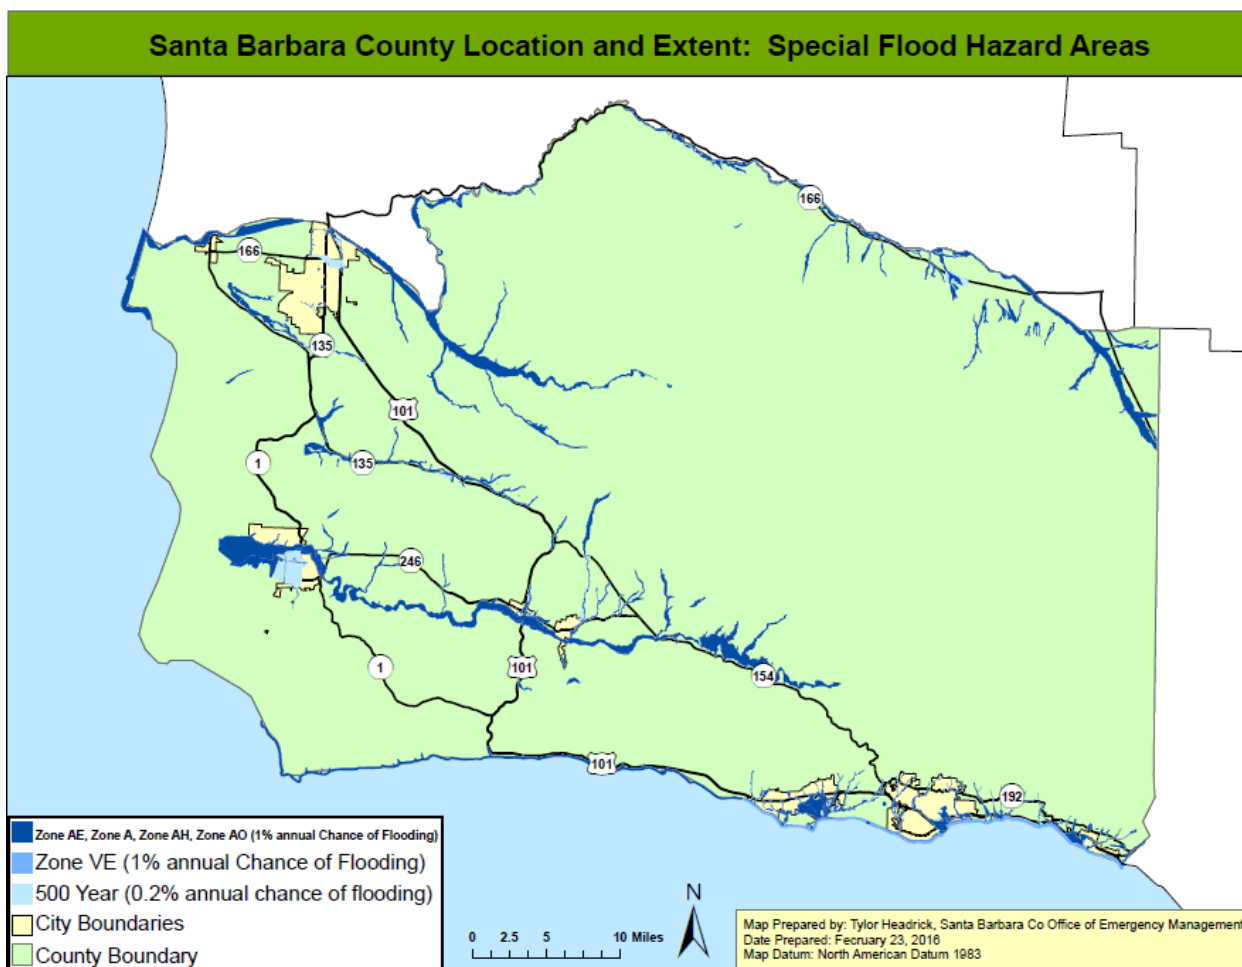 Santa Barbara County Location and Extent:  Special Flood Hazard Areas
166
166
135
101
1
135
246
1
101
154
101
192
Zone AE, Zone A, Zone AH, Zone AO (1% annual Chance of Flooding)
Zone VE (1% annual Chance of Flooding)
500 Year (0.2% annual chance of flooding)
City Boundaries
County Boundary
0 2.5 5 10 Miles
N
Map Prepared by: Tylor Headrick, Santa Barbara Co Office of Emergency Management
Date Prepared: Fecruary 23, 2016
Map Datum: North American Datum 1983